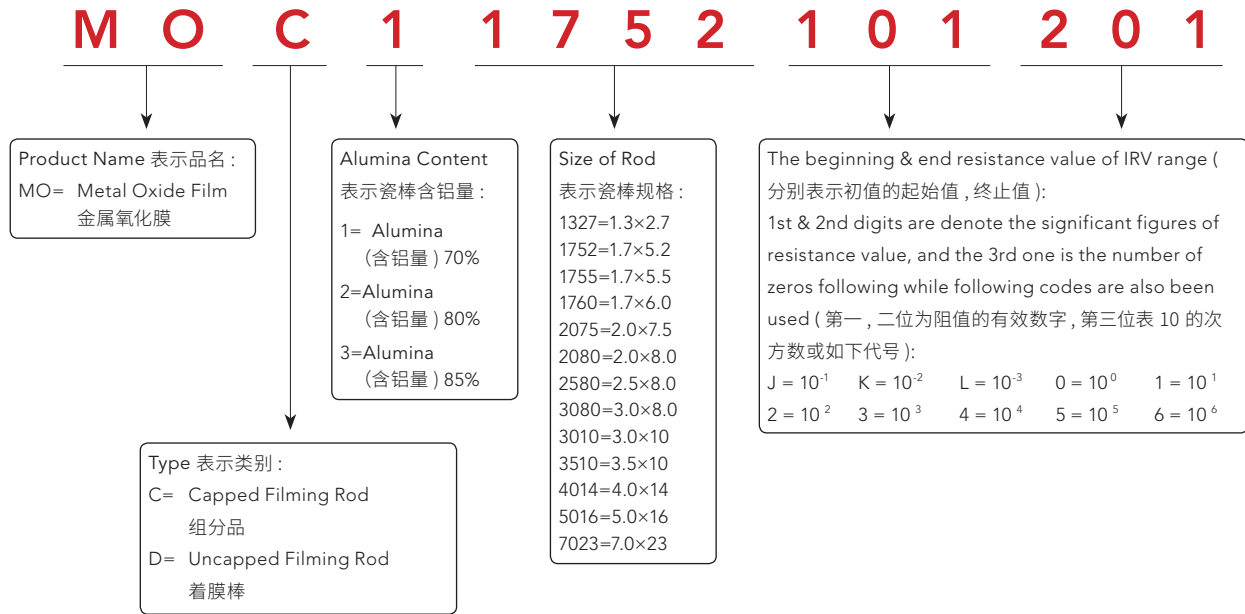 M O C 1 1 7 5 2 1 0 1 2 0 1
Product Name 表示品名 :
MO= Metal Oxide Film
金属氧化膜
Alumina Content
表示瓷棒含铝量 :
1= Alumina
(含铝量 ) 70%
2=Alumina
(含铝量 ) 80%
3=Alumina
(含铝量 ) 85%
Size of Rod
表示瓷棒规格 :
1327=1.3×2.7
1752=1.7×5.2
1755=1.7×5.5
1760=1.7×6.0
2075=2.0×7.5
2080=2.0×8.0
2580=2.5×8.0
3080=3.0×8.0
3010=3.0×10
3510=3.5×10
4014=4.0×14
5016=5.0×16
7023=7.0×23
The beginning & end resistance value of IRV range (
分别表示初值的起始值 , 终止值 ):
1st & 2nd digits are denote the significant figures of
resistance value, and the 3rd one is the number of
zeros following while following codes are also been
used ( 第一 , 二位为阻值的有效数字 , 第三位表 10 的次
方数或如下代号 ):
J = 10⁻¹ K = 10⁻² L = 10⁻³ 0 = 10⁰ 1 = 10¹
2 = 10² 3 = 10³ 4 = 10⁴ 5 = 10⁵ 6 = 10⁶
Type 表示类别 :
C= Capped Filming Rod
组分品
D= Uncapped Filming Rod
着膜棒